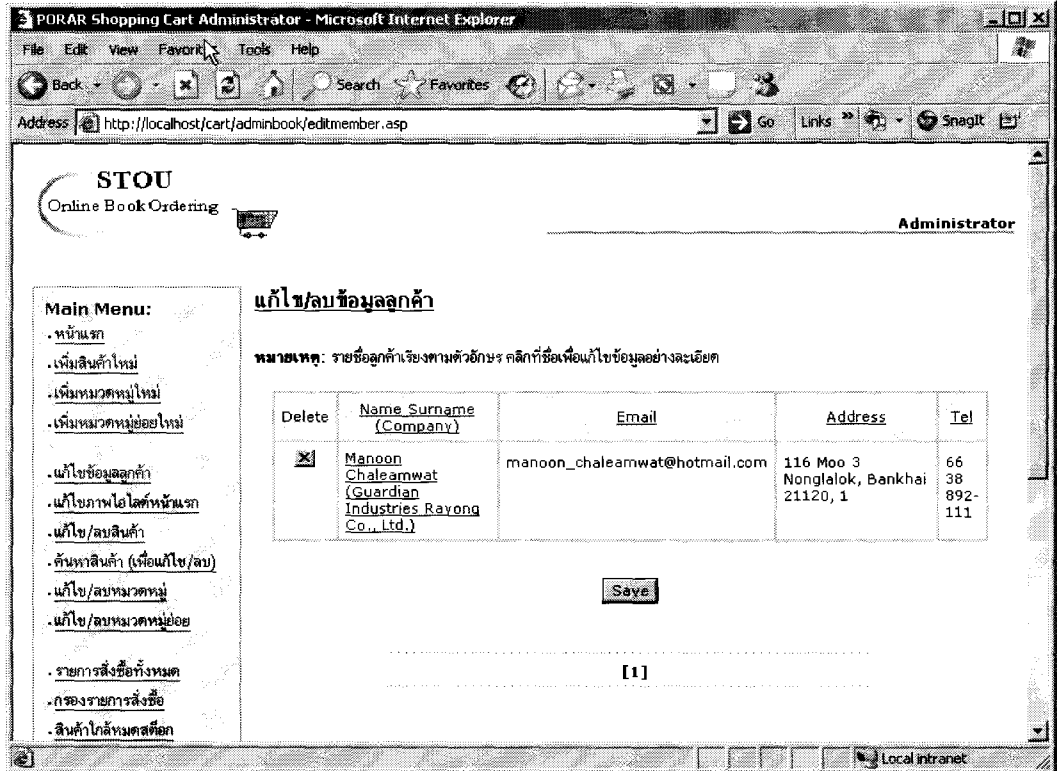 PORAR Shopping Cart Administrator - Microsoft Internet Explorer
File Edit View Favorites Tools Help
Back Search Favorites
Address http://localhost/cart/adminbook/editmember.asp Go Links » SnagIt
STOU
Online Book Ordering
Administrator
Main Menu:
หน้าแรก
เพิ่มสินค้าใหม่
เพิ่มหมวดหมู่ใหม่
เพิ่มหมวดหมู่ย่อยใหม่
แก้ไขข้อมูลลูกค้า
แก้ไขภาพไฮไลต์หน้าแรก
แก้ไข/ลบสินค้า
ค้นหาสินค้า (เพื่อแก้ไข/ลบ)
แก้ไข/ลบหมวดหมู่
แก้ไข/ลบหมวดหมู่ย่อย
รายการสั่งซื้อทั้งหมด
กรองรายการสั่งซื้อ
สินค้าใกล้หมดสต็อก
แก้ไข/ลบข้อมูลลูกค้า
หมายเหตุ: รายชื่อลูกค้าเรียงตามตัวอักษร คลิกที่ชื่อเพื่อแก้ไขข้อมูลอย่างละเอียด
Delete Name Surname (Company) Email Address Tel
Manoon Chaleamwat (Guardian Industries Rayong Co., Ltd.)
manoon_chaleamwat@hotmail.com
116 Moo 3
Nonglalok, Bankhai
21120, 1
66
38
892-
111
Save
[1]
Local intranet